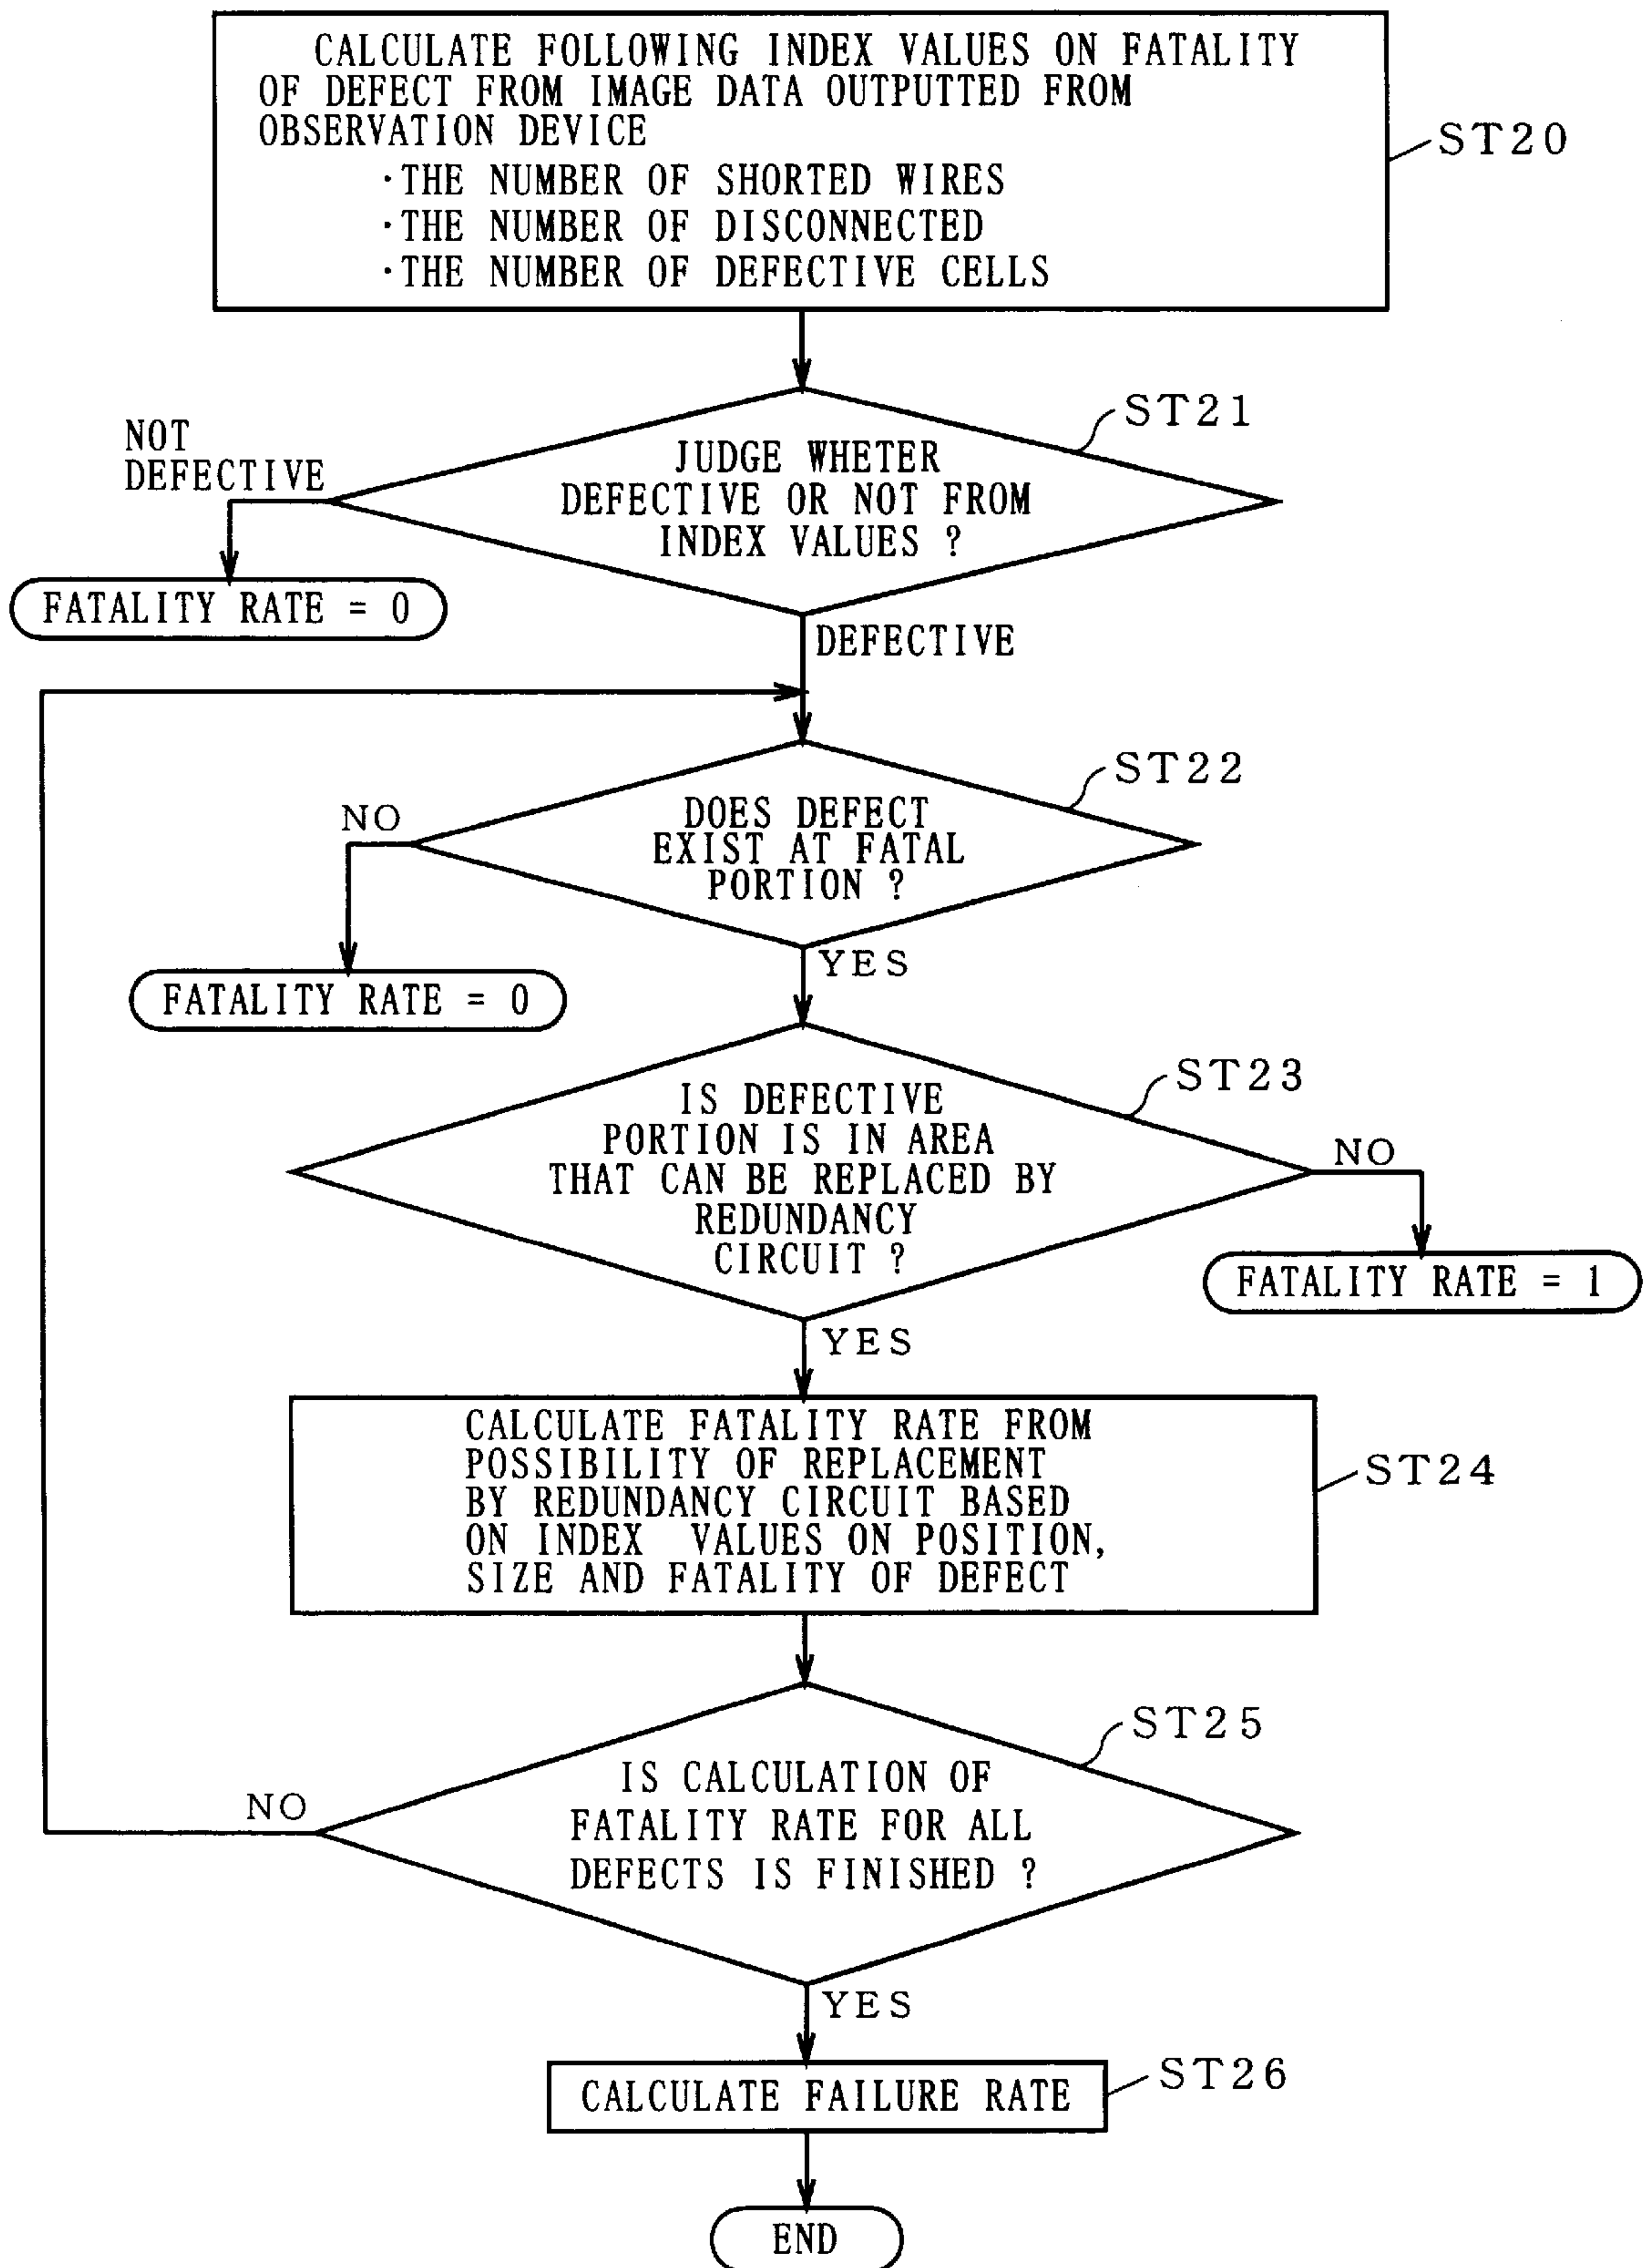 CALCULATE FOLLOWING INDEX VALUES ON FATALITY
OF DEFECT FROM IMAGE DATA OUTPUTTED FROM
OBSERVATION DEVICE
·THE NUMBER OF SHORTED WIRES
·THE NUMBER OF DISCONNECTED
·THE NUMBER OF DEFECTIVE CELLS
ST20
ST21
NOT
DEFECTIVE
JUDGE WHETER
DEFECTIVE OR NOT FROM
INDEX VALUES ?
FATALITY RATE = 0
DEFECTIVE
ST22
NO
DOES DEFECT
EXIST AT FATAL
PORTION ?
YES
FATALITY RATE = 0
ST23
IS DEFECTIVE
PORTION IS IN AREA
THAT CAN BE REPLACED BY
REDUNDANCY
CIRCUIT ?
NO
FATALITY RATE = 1
YES
CALCULATE FATALITY RATE FROM
POSSIBILITY OF REPLACEMENT
BY REDUNDANCY CIRCUIT BASED
ON INDEX VALUES ON POSITION,
SIZE AND FATALITY OF DEFECT
ST24
ST25
NO
IS CALCULATION OF
FATALITY RATE FOR ALL
DEFECTS IS FINISHED ?
YES
CALCULATE FAILURE RATE
ST26
END